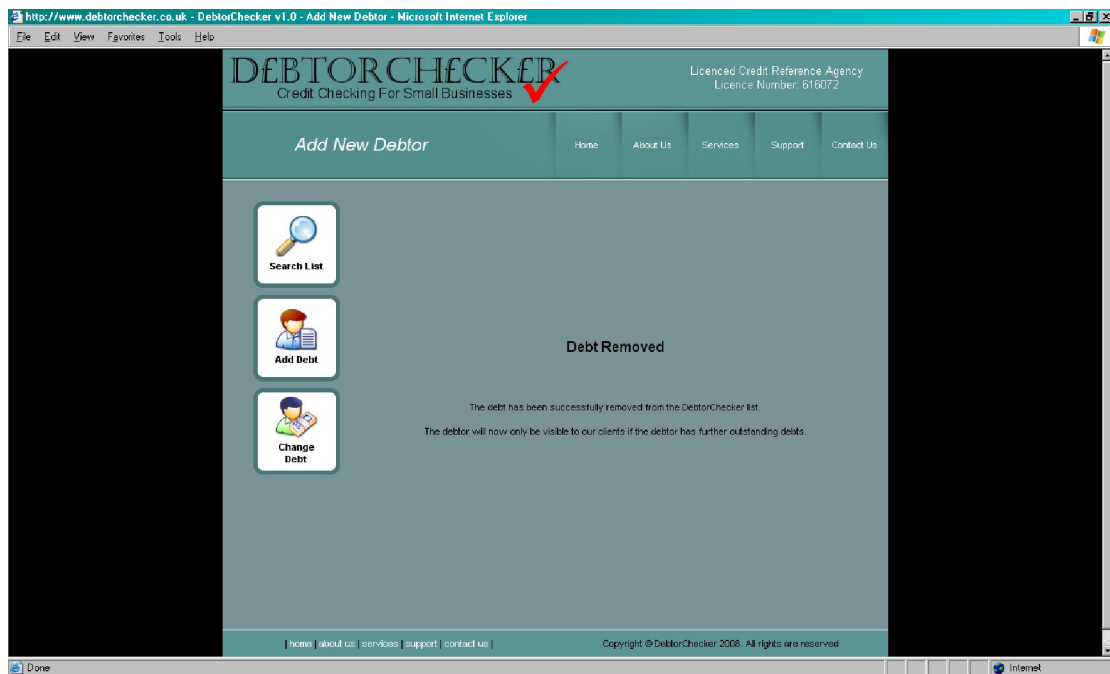 http://www.debtorchecker.co.uk - DebtorChecker v1.0 - Add New Debtor - Microsoft Internet Explorer
File Edit View Favorites Tools Help
D£BTORCH£CK£R
Credit Checking For Small Businesses
Licenced Credit Reference Agency
Licence Number: 616072
Add New Debtor
Home About Us Services Support Contact Us
Search List
Add Debt
Change
Debt
Debt Removed
The debt has been successfully removed from the DebtorChecker list.
The debtor will now only be visible to our clients if the debtor has further outstanding debts.
| home | about us | services | support | contact us |
Copyright © DebtorChecker 2008. All rights are reserved
Done
Internet